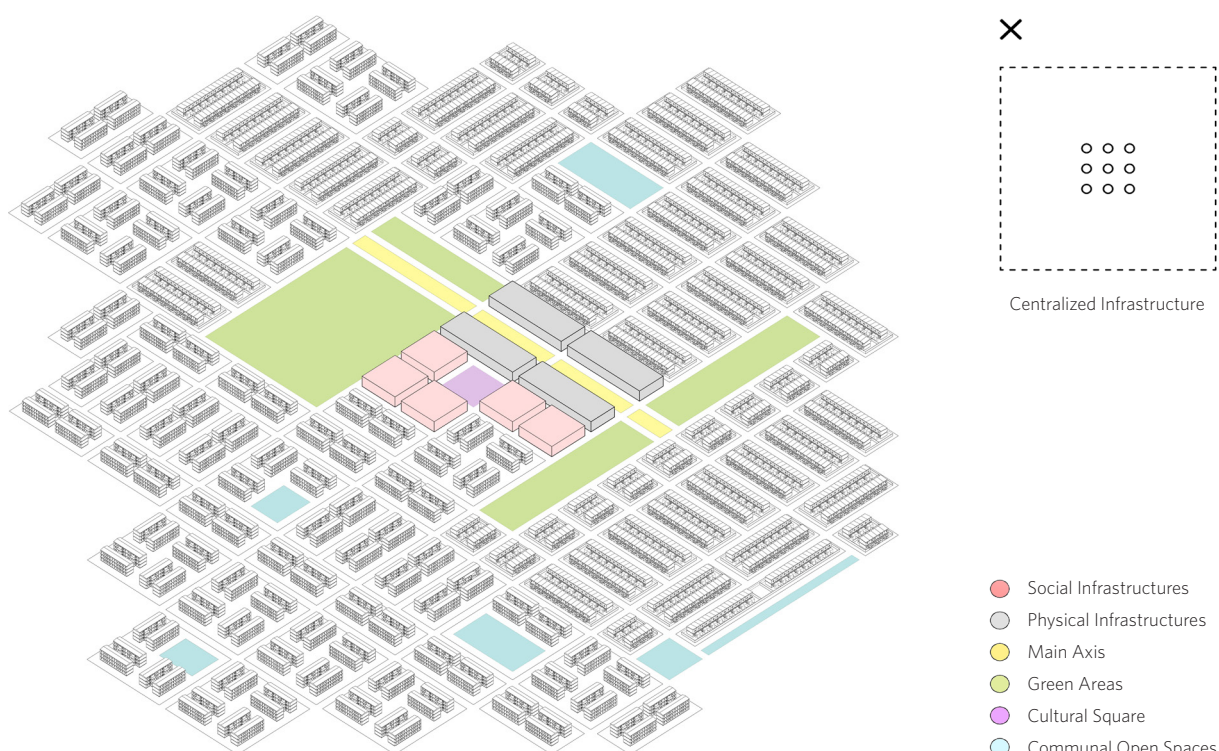 Centralized Infrastructure
Social Infrastructures
Physical Infrastructures
Main Axis
Green Areas
Cultural Square
Communal Open Spaces